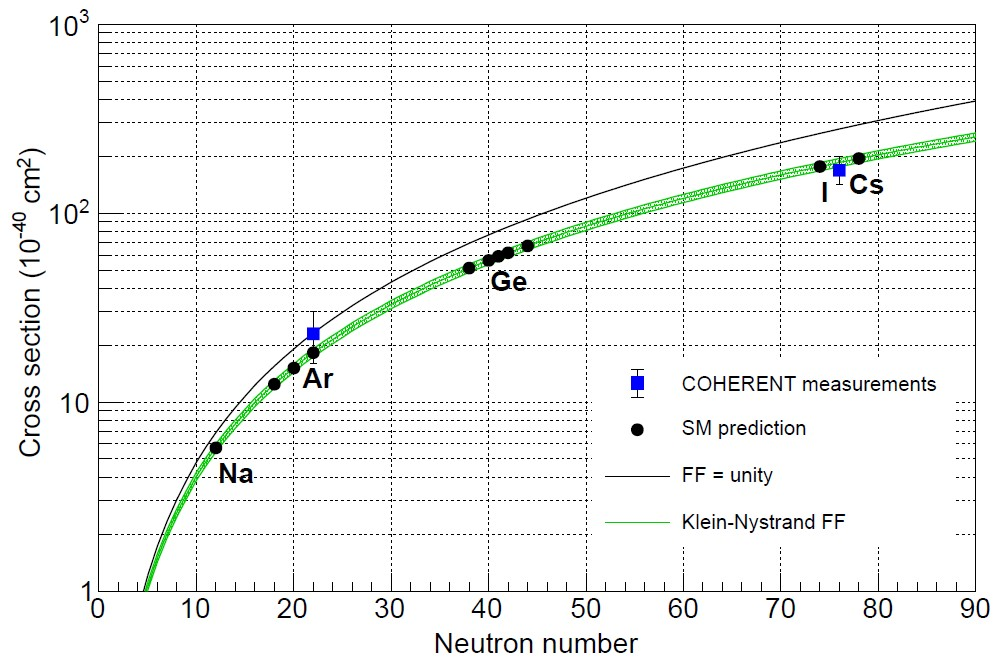 10³
10²
10
1
Cross section (10⁻⁴⁰ cm²)
Na
Ar
Ge
I
Cs
COHERENT measurements
SM prediction
FF = unity
Klein-Nystrand FF
0 10 20 30 40 50 60 70 80 90
Neutron number